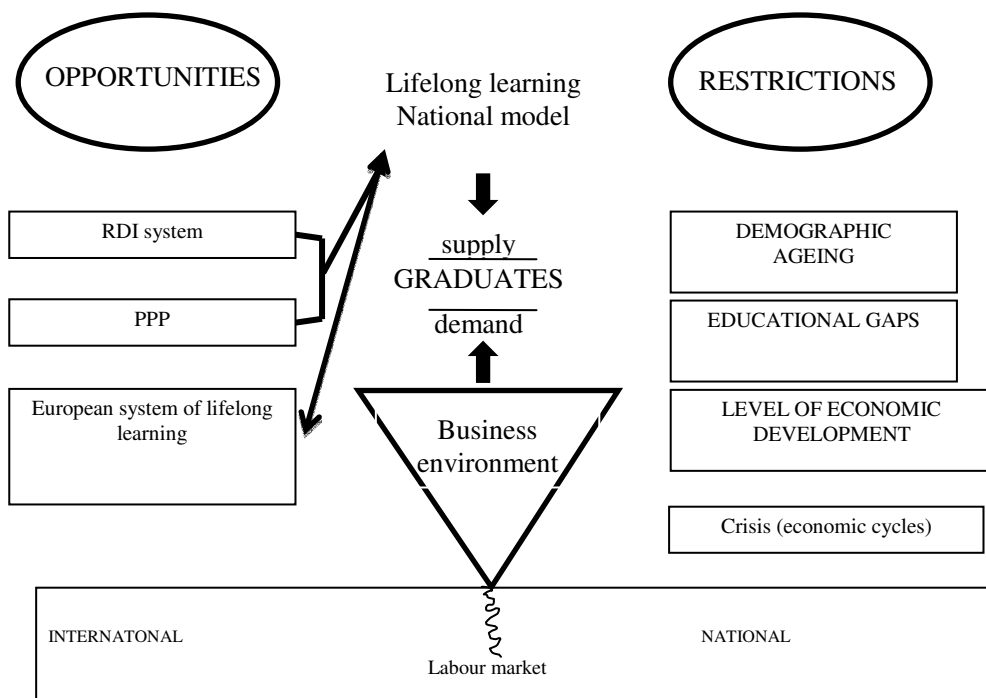 OPPORTUNITIES
Lifelong learning
National model
RESTRICTIONS
RDI system
PPP
European system of lifelong
learning
supply
GRADUATES
demand
Business
environment
DEMOGRAPHIC
AGEING
EDUCATIONAL GAPS
LEVEL OF ECONOMIC
DEVELOPMENT
Crisis (economic cycles)
INTERNATONAL
Labour market
NATIONAL